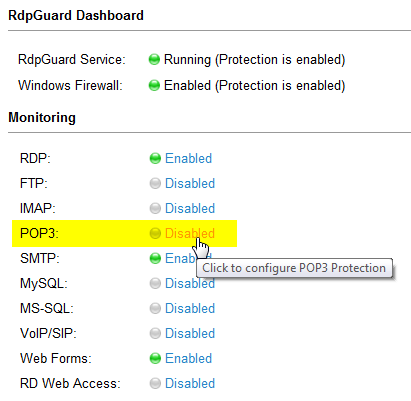 RdpGuard Dashboard
RdpGuard Service: Running (Protection is enabled)
Windows Firewall: Enabled (Protection is enabled)
Monitoring
RDP: Enabled
FTP: Disabled
IMAP: Disabled
POP3: Disabled
SMTP: Enabled
Click to configure POP3 Protection
MySQL: Disabled
MS-SQL: Disabled
VoIP/SIP: Disabled
Web Forms: Enabled
RD Web Access: Disabled